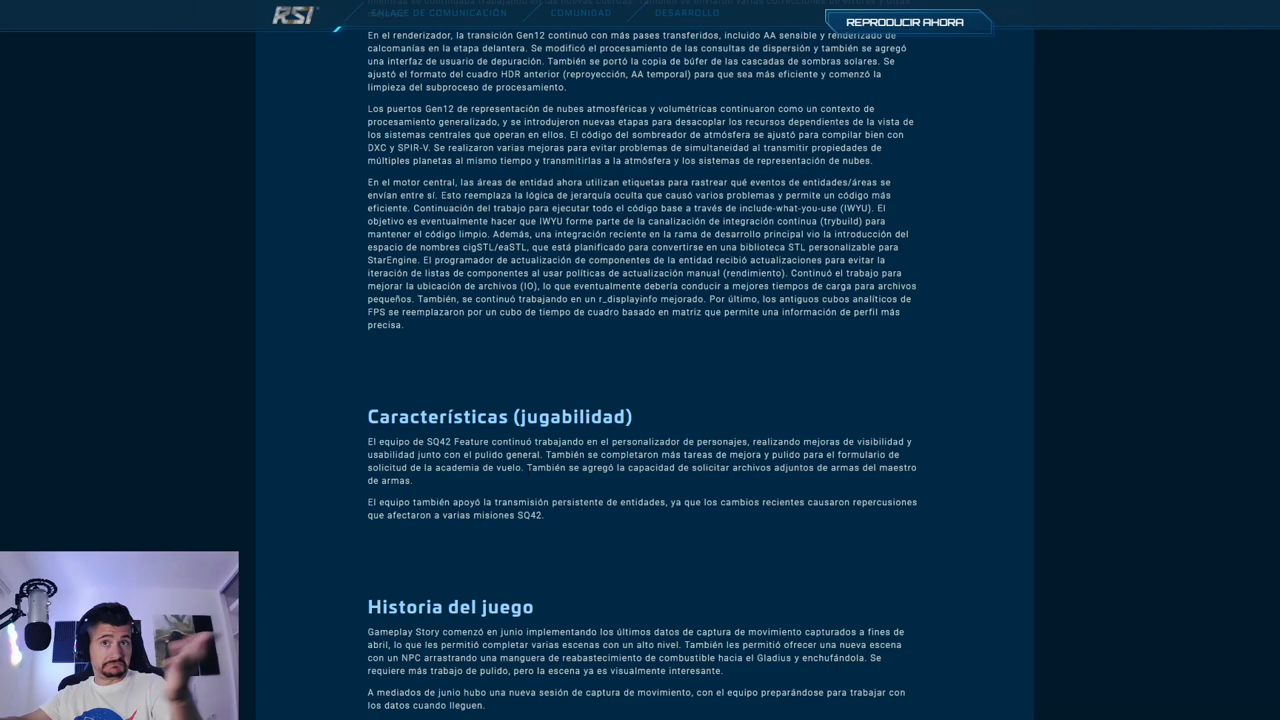 RSI
ENLACE DE COMUNICACIÓN
COMUNIDAD
DESARROLLO
REPRODUCIR AHORA
En el renderizador, la transición Gen12 continuó con más pases transferidos, incluido AA sensible y renderizado de
calcomanías en la etapa delantera. Se modificó el procesamiento de las consultas de dispersión y también se agregó
una interfaz de usuario de depuración. También se portó la copia de búfer de las cascadas de sombras solares. Se
ajustó el formato del cuadro HDR anterior (reproyección, AA temporal) para que sea más eficiente y comenzó la
limpieza del subproceso de procesamiento.
Los puertos Gen12 de representación de nubes atmosféricas y volumétricas continuaron como un contexto de
procesamiento generalizado, y se introdujeron nuevas etapas para desacoplar los recursos dependientes de la vista de
los sistemas centrales que operan en ellos. El código del sombreador de atmósfera se ajustó para compilar bien con
DXC y SPIR-V. Se realizaron varias mejoras para evitar problemas de simultaneidad al transmitir propiedades de
múltiples planetas al mismo tiempo y transmitirlas a la atmósfera y los sistemas de representación de nubes.
En el motor central, las áreas de entidad ahora utilizan etiquetas para rastrear qué eventos de entidades/áreas se
envían entre sí. Esto reemplaza la lógica de jerarquía oculta que causó varios problemas y permite un código más
eficiente. Continuación del trabajo para ejecutar todo el código base a través de include-what-you-use (IWYU). El
objetivo es eventualmente hacer que IWYU forme parte de la canalización de integración continua (trybuild) para
mantener el código limpio. Además, una integración reciente en la rama de desarrollo principal vio la introducción del
espacio de nombres cigSTL/eaSTL, que está planificado para convertirse en una biblioteca STL personalizable para
StarEngine. El programador de actualización de componentes de la entidad recibió actualizaciones para evitar la
iteración de listas de componentes al usar políticas de actualización manual (rendimiento). Continuó el trabajo para
mejorar la ubicación de archivos (IO), lo que eventualmente debería conducir a mejores tiempos de carga para archivos
pequeños. También, se continuó trabajando en un r_displayinfo mejorado. Por último, los antiguos cubos analíticos de
FPS se reemplazaron por un cubo de tiempo de cuadro basado en matriz que permite una información de perfil más
precisa.
Características (jugabilidad)
El equipo de SQ42 Feature continuó trabajando en el personalizador de personajes, realizando mejoras de visibilidad y
usabilidad junto con el pulido general. También se completaron más tareas de mejora y pulido para el formulario de
solicitud de la academia de vuelo. También se agregó la capacidad de solicitar archivos adjuntos de armas del maestro
de armas.
El equipo también apoyó la transmisión persistente de entidades, ya que los cambios recientes causaron repercusiones
que afectaron a varias misiones SQ42.
Historia del juego
Gameplay Story comenzó en junio implementando los últimos datos de captura de movimiento capturados a fines de
abril, lo que les permitió completar varias escenas con un alto nivel. También les permitió ofrecer una nueva escena
con un NPC arrastrando una manguera de reabastecimiento de combustible hacia el Gladius y enchufándola. Se
requiere más trabajo de pulido, pero la escena ya es visualmente interesante.
A mediados de junio hubo una nueva sesión de captura de movimiento, con el equipo preparándose para trabajar con
los datos cuando lleguen.